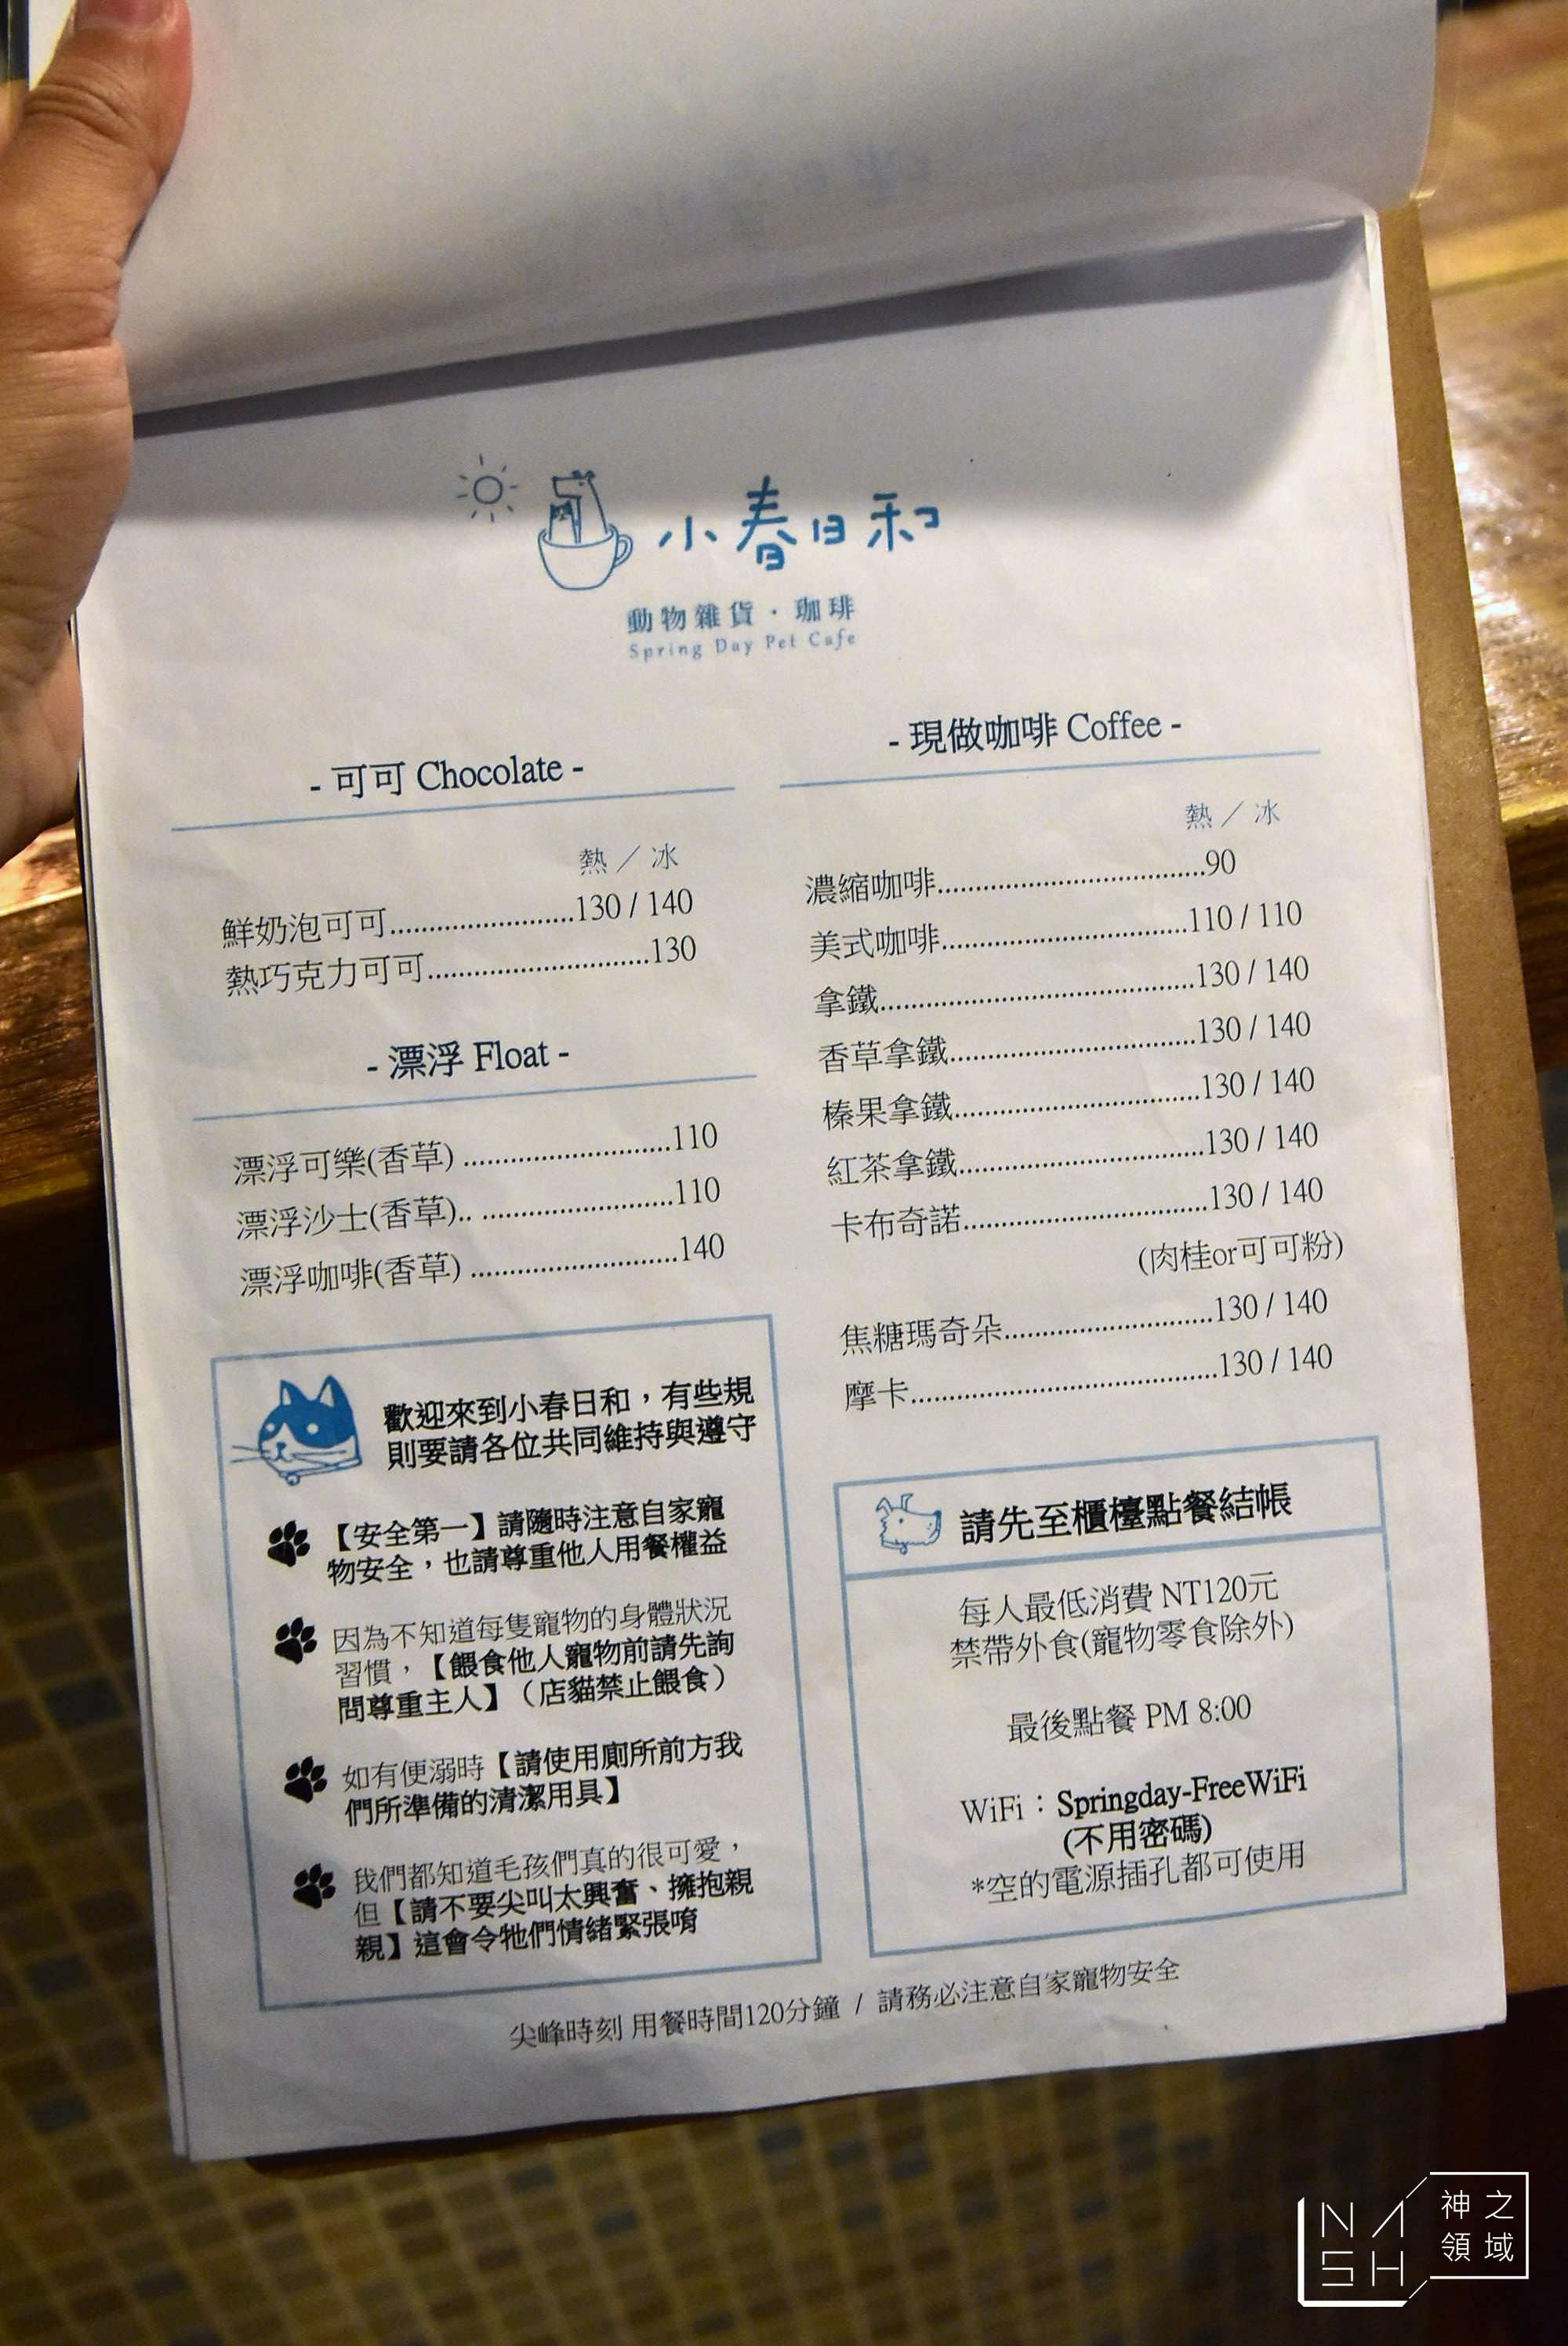 小春日和
動物雜貨．珈琲
Spring Day Pet Cafe
- 可可 Chocolate -
熱 ／ 冰
鮮奶泡可可.......................130 / 140
熱巧克力可可............................130
- 漂浮 Float -
漂浮可樂(香草) ..........................110
漂浮沙士(香草).. ........................110
漂浮咖啡(香草) ..........................140
歡迎來到小春日和，有些規
則要請各位共同維持與遵守
【安全第一】請隨時注意自家寵
物安全，也請尊重他人用餐權益
因為不知道每隻寵物的身體狀況
習慣，【餵食他人寵物前請先詢
問尊重主人】（店貓禁止餵食）
如有便溺時【請使用廁所前方我
們所準備的清潔用具】
我們都知道毛孩們真的很可愛，
但【請不要尖叫太興奮、擁抱親
親】這會令牠們情緒緊張唷
- 現做咖啡 Coffee -
熱 ／ 冰
濃縮咖啡.................................90
美式咖啡..............................110 / 110
拿鐵.......................................130 / 140
香草拿鐵..............................130 / 140
榛果拿鐵..............................130 / 140
紅茶拿鐵..............................130 / 140
卡布奇諾..............................130 / 140
(肉桂or可可粉)
焦糖瑪奇朵..........................130 / 140
摩卡......................................130 / 140
請先至櫃檯點餐結帳
每人最低消費 NT120元
禁帶外食(寵物零食除外)
最後點餐 PM 8:00
WiFi：Springday-FreeWiFi
(不用密碼)
*空的電源插孔都可使用
尖峰時刻 用餐時間120分鐘 / 請務必注意自家寵物安全
NASH
神之
領域